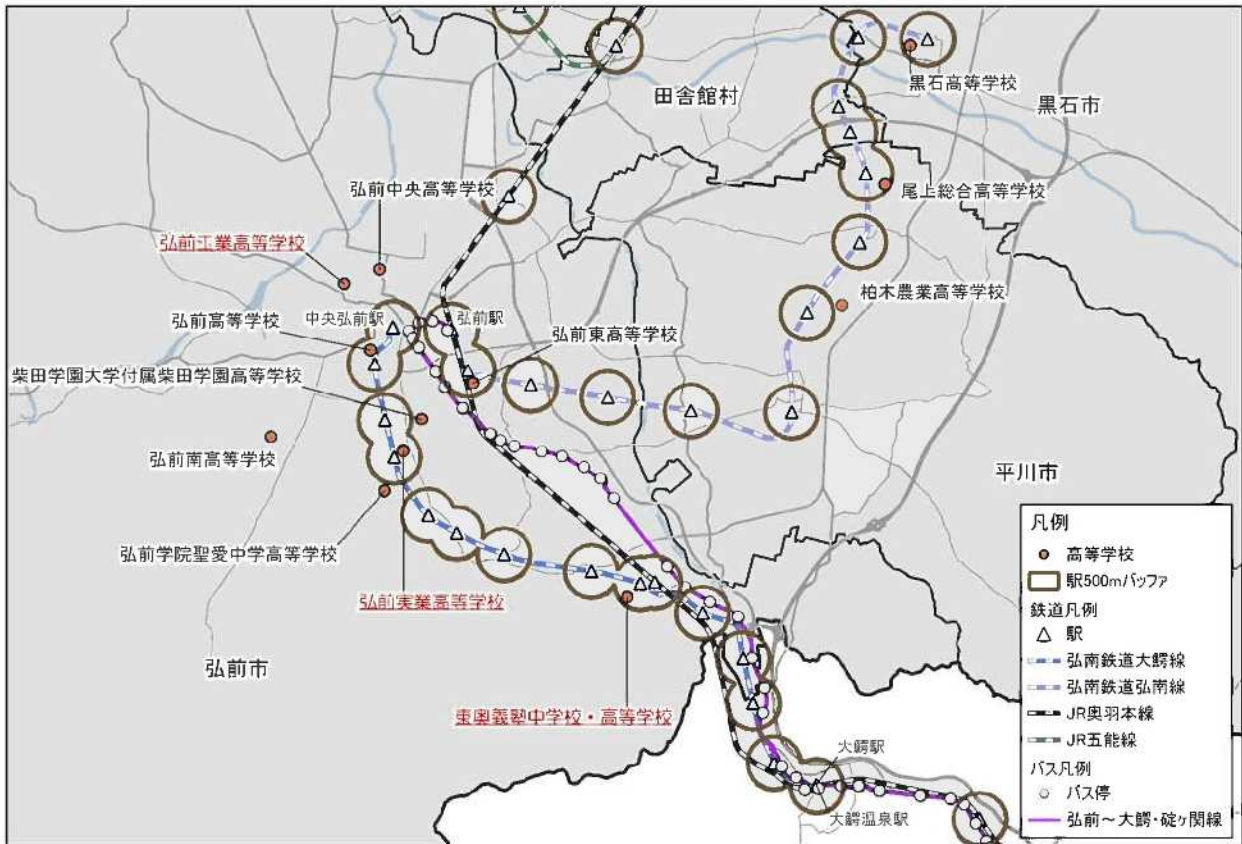 田舎館村
黒石高等学校
黒石市
弘前中央高等学校
尾上総合高等学校
弘前工業高等学校
柏木農業高等学校
弘前高等学校
中央弘前駅
弘前駅
弘前東高等学校
柴田学園大学付属柴田学園高等学校
弘前南高等学校
平川市
弘前学院聖愛中学高等学校
弘前実業高等学校
弘前市
東奥義塾中学校・高等学校
大鰐駅
大鰐温泉駅
凡例
高等学校
駅500mバッファ
鉄道凡例
駅
弘南鉄道大鰐線
弘南鉄道弘南線
JR奥羽本線
JR五能線
バス凡例
バス停
弘前～大鰐・碇ヶ関線